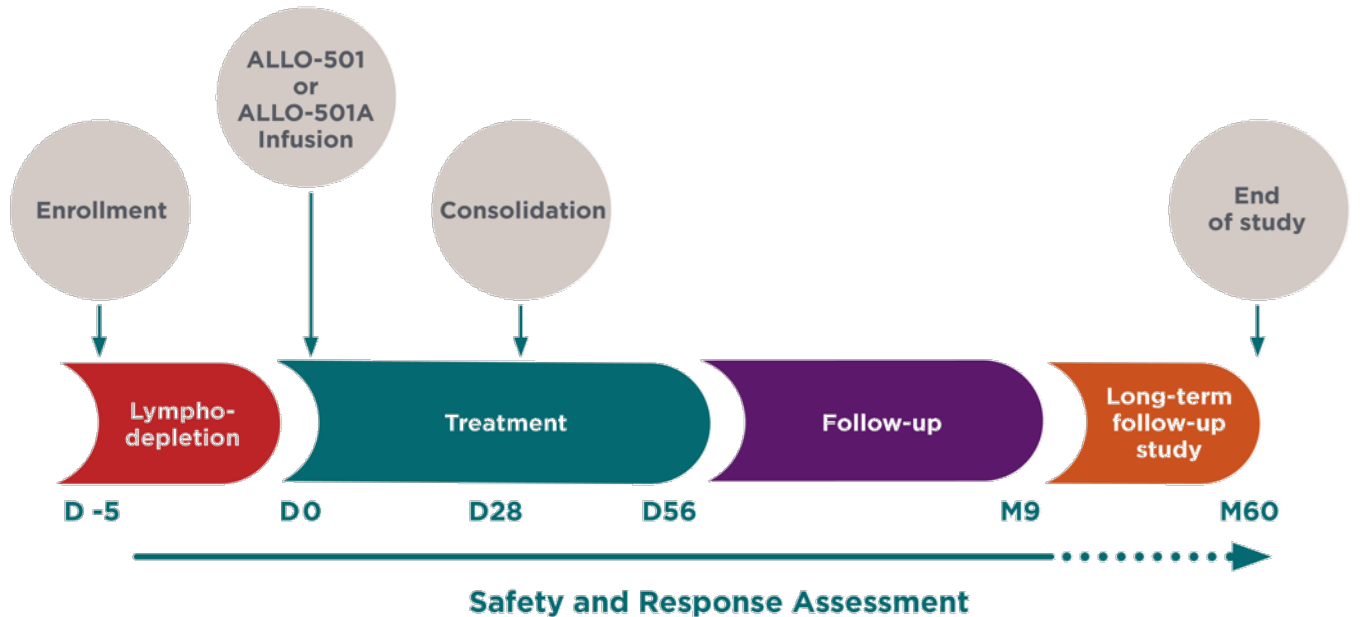 ALLO-501
or
ALLO-501A
Infusion
Enrollment
Consolidation
End
of study
Lympho-
depletion
Treatment
Follow-up
Long-term
follow-up
study
D -5
D0
D28
D56
M9
M60
Safety and Response Assessment